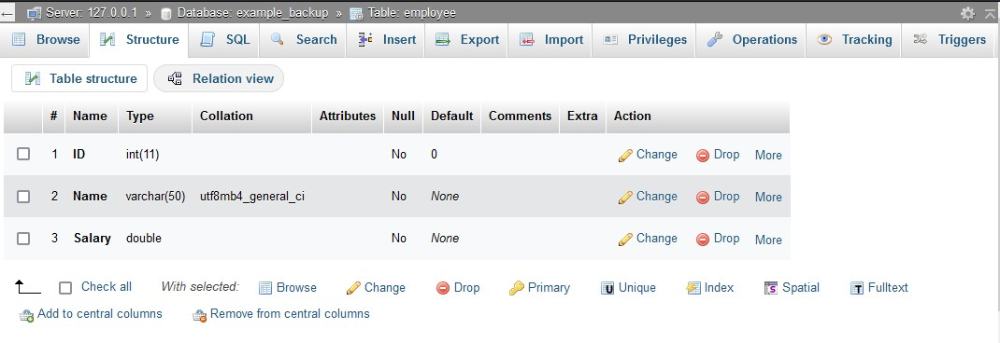 Server: 127.0.0.1 » Database: example_backup » Table: employee
Browse Structure SQL Search Insert Export Import Privileges Operations Tracking Triggers
Table structure Relation view
# Name Type Collation Attributes Null Default Comments Extra Action
1 ID int(11) No 0 Change Drop More
2 Name varchar(50) utf8mb4_general_ci No None Change Drop More
3 Salary double No None Change Drop More
Check all With selected: Browse Change Drop Primary Unique Index Spatial Fulltext
Add to central columns Remove from central columns